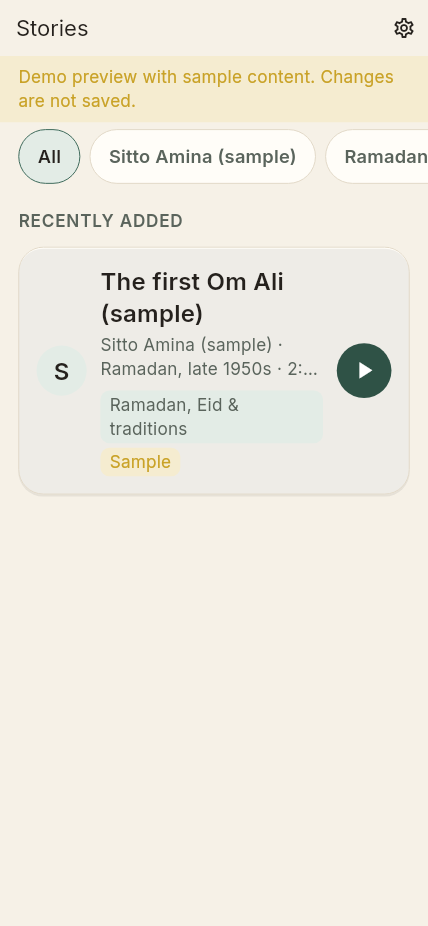 Stories
Demo preview with sample content. Changes
are not saved.
All
Sitto Amina (sample)
Ramadan
RECENTLY ADDED
The first Om Ali
(sample)
S
Sitto Amina (sample) ·
Ramadan, late 1950s · 2:...
Ramadan, Eid &
traditions
Sample